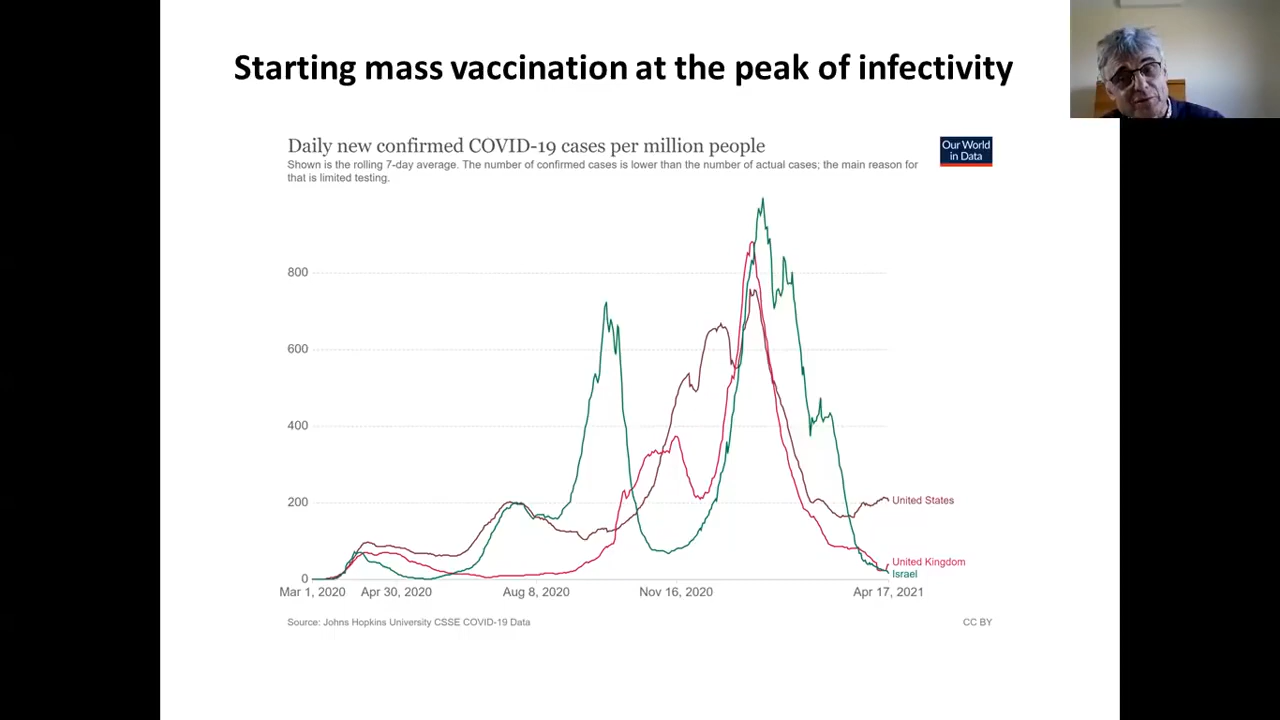 Starting mass vaccination at the peak of infectivity
Daily new confirmed COVID-19 cases per million people
Shown is the rolling 7-day average. The number of confirmed cases is lower than the number of actual cases; the main reason for
that is limited testing.
Our World
in Data
800
600
400
200
0
United States
United Kingdom
Israel
Mar 1, 2020 Apr 30, 2020 Aug 8, 2020 Nov 16, 2020 Apr 17, 2021
Source: Johns Hopkins University CSSE COVID-19 Data CC BY